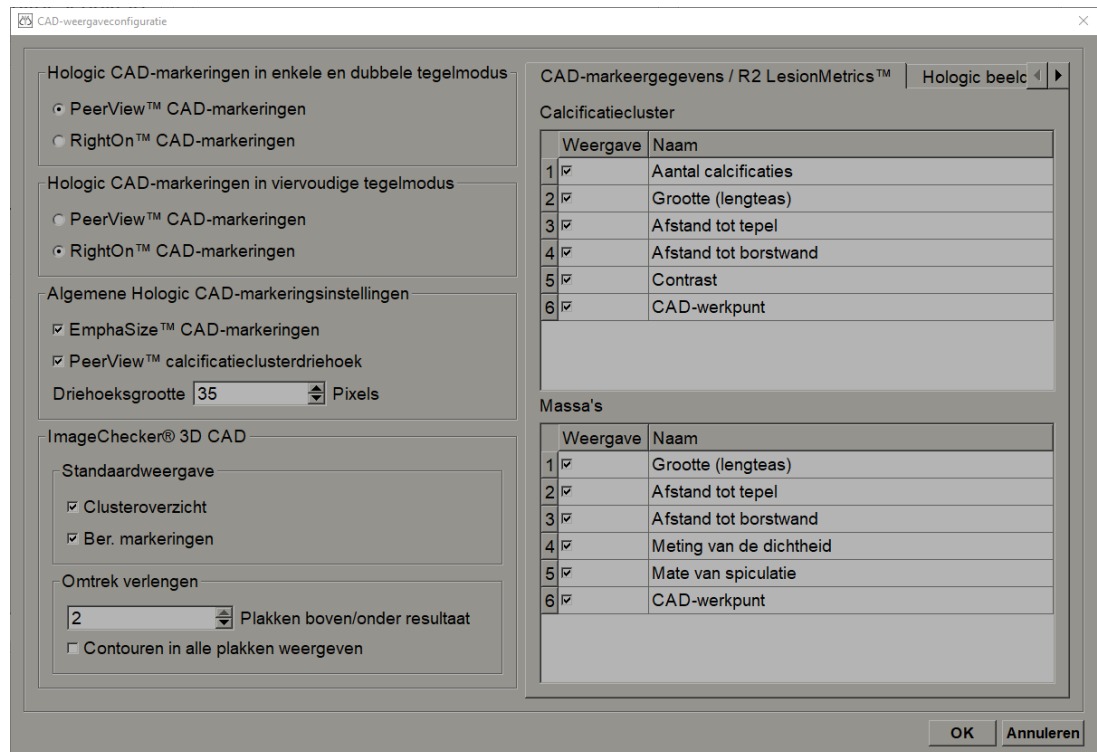 CAD-weergaveconfiguratie
Hologic CAD-markeringen in enkele en dubbele tegelmodus
PeerView™ CAD-markeringen
RightOn™ CAD-markeringen
Hologic CAD-markeringen in viervoudige tegelmodus
PeerView™ CAD-markeringen
RightOn™ CAD-markeringen
Algemene Hologic CAD-markeringsinstellingen
EmphaSize™ CAD-markeringen
PeerView™ calcificatieclusterdriehoek
Driehoeksgrootte 35 Pixels
ImageChecker® 3D CAD
Standaardweergave
Clusteroverzicht
Ber. markeringen
Omtrek verlengen
2 Plakken boven/onder resultaat
Contouren in alle plakken weergeven
CAD-markeergegevens / R2 LesionMetrics™ Hologic beeld
Calcificatiecluster
Weergave Naam
1 Aantal calcificaties
2 Grootte (lengteas)
3 Afstand tot tepel
4 Afstand tot borstwand
5 Contrast
6 CAD-werkpunt
Massa's
Weergave Naam
1 Grootte (lengteas)
2 Afstand tot tepel
3 Afstand tot borstwand
4 Meting van de dichtheid
5 Mate van spiculatie
6 CAD-werkpunt
OK Annuleren